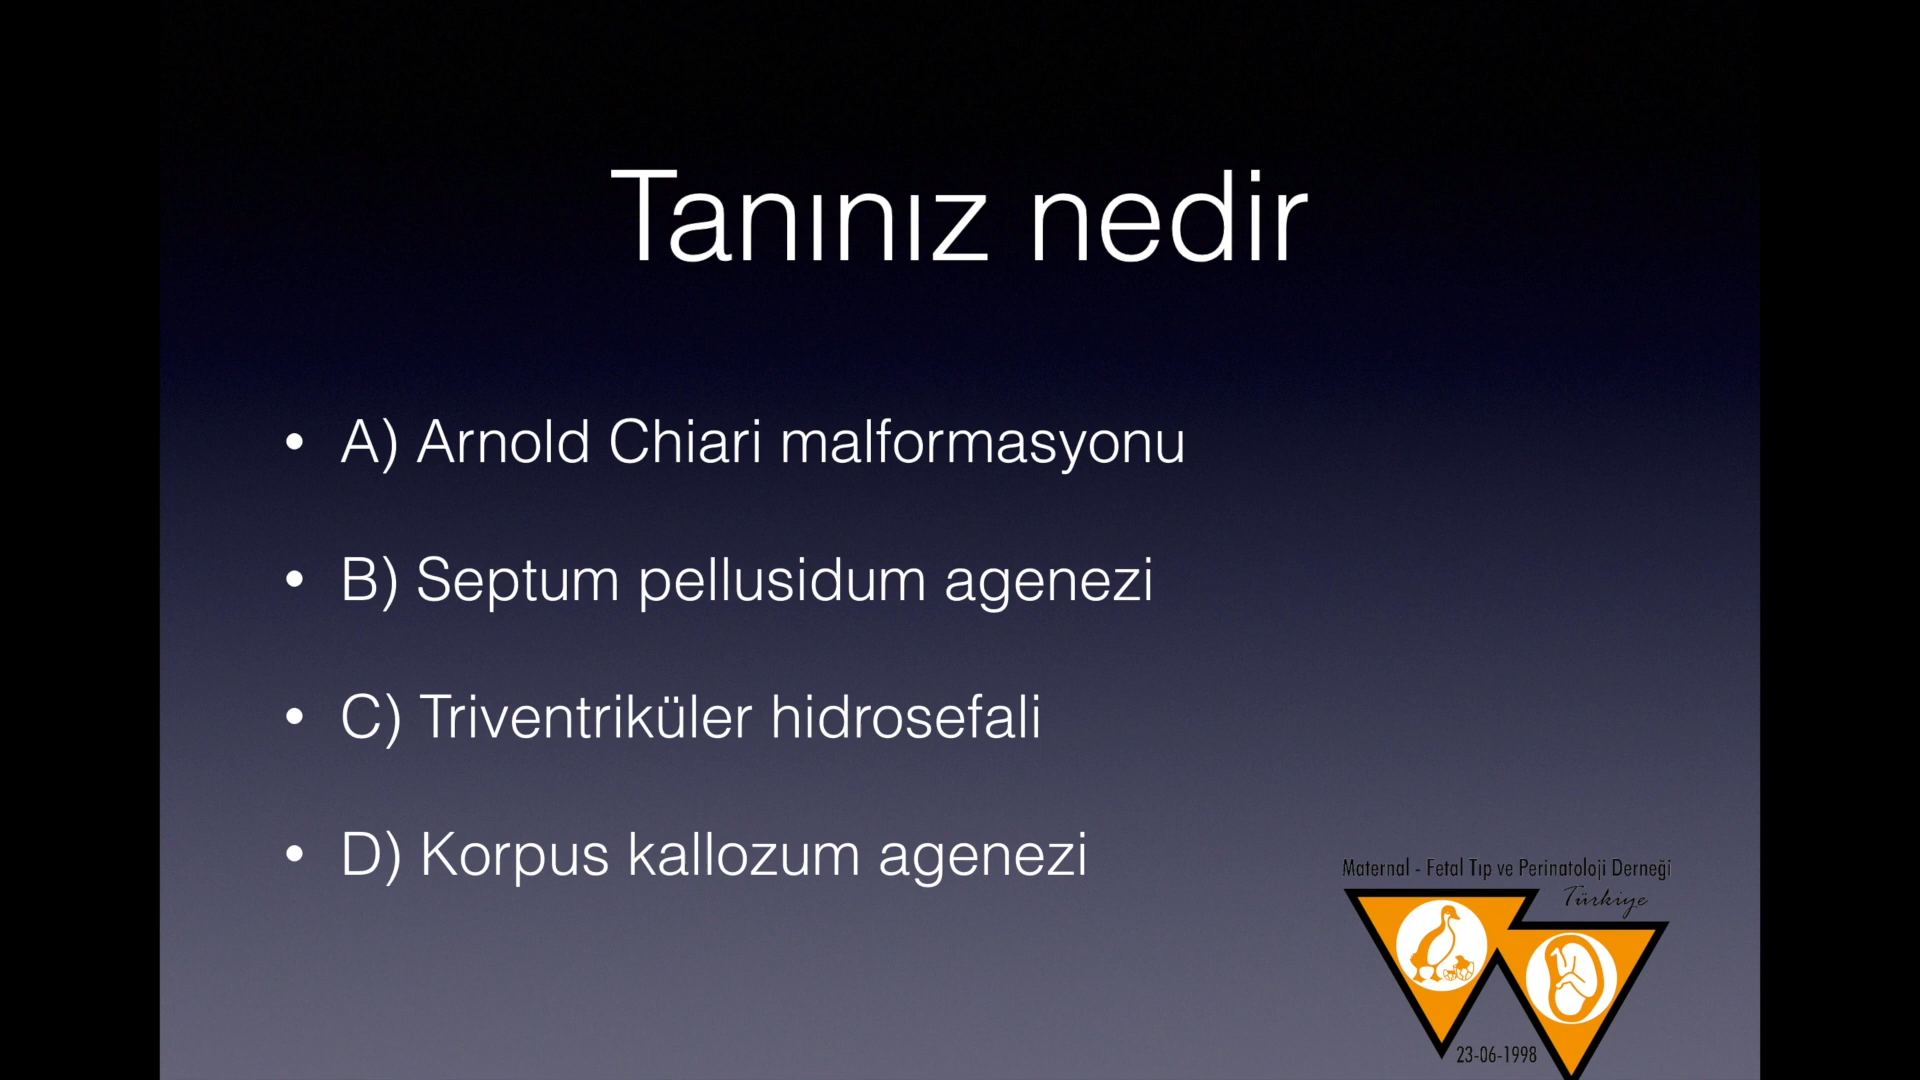 Tanınız nedir
• A) Arnold Chiari malformasyonu
• B) Septum pellusidum agenezi
• C) Triventriküler hidrosefali
• D) Korpus kallozum agenezi
Maternal - Fetal Tıp ve Perinatoloji Derneği
Türkiye
23-06-1998